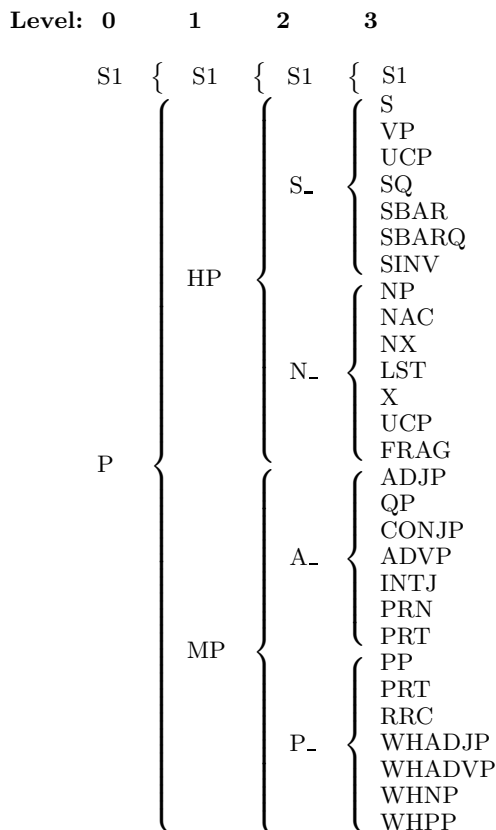 Level: 0 1 2 3
S1 { S1 { S1 { S1
S
VP
UCP
S_ SQ
SBAR
SBARQ
HP SINV
NP
NAC
NX
N_ LST
X
UCP
P FRAG
ADJP
QP
CONJP
A_ ADVP
INTJ
PRN
MP PRT
PP
PRT
RRC
P_ WHADJP
WHADVP
WHNP
WHPP